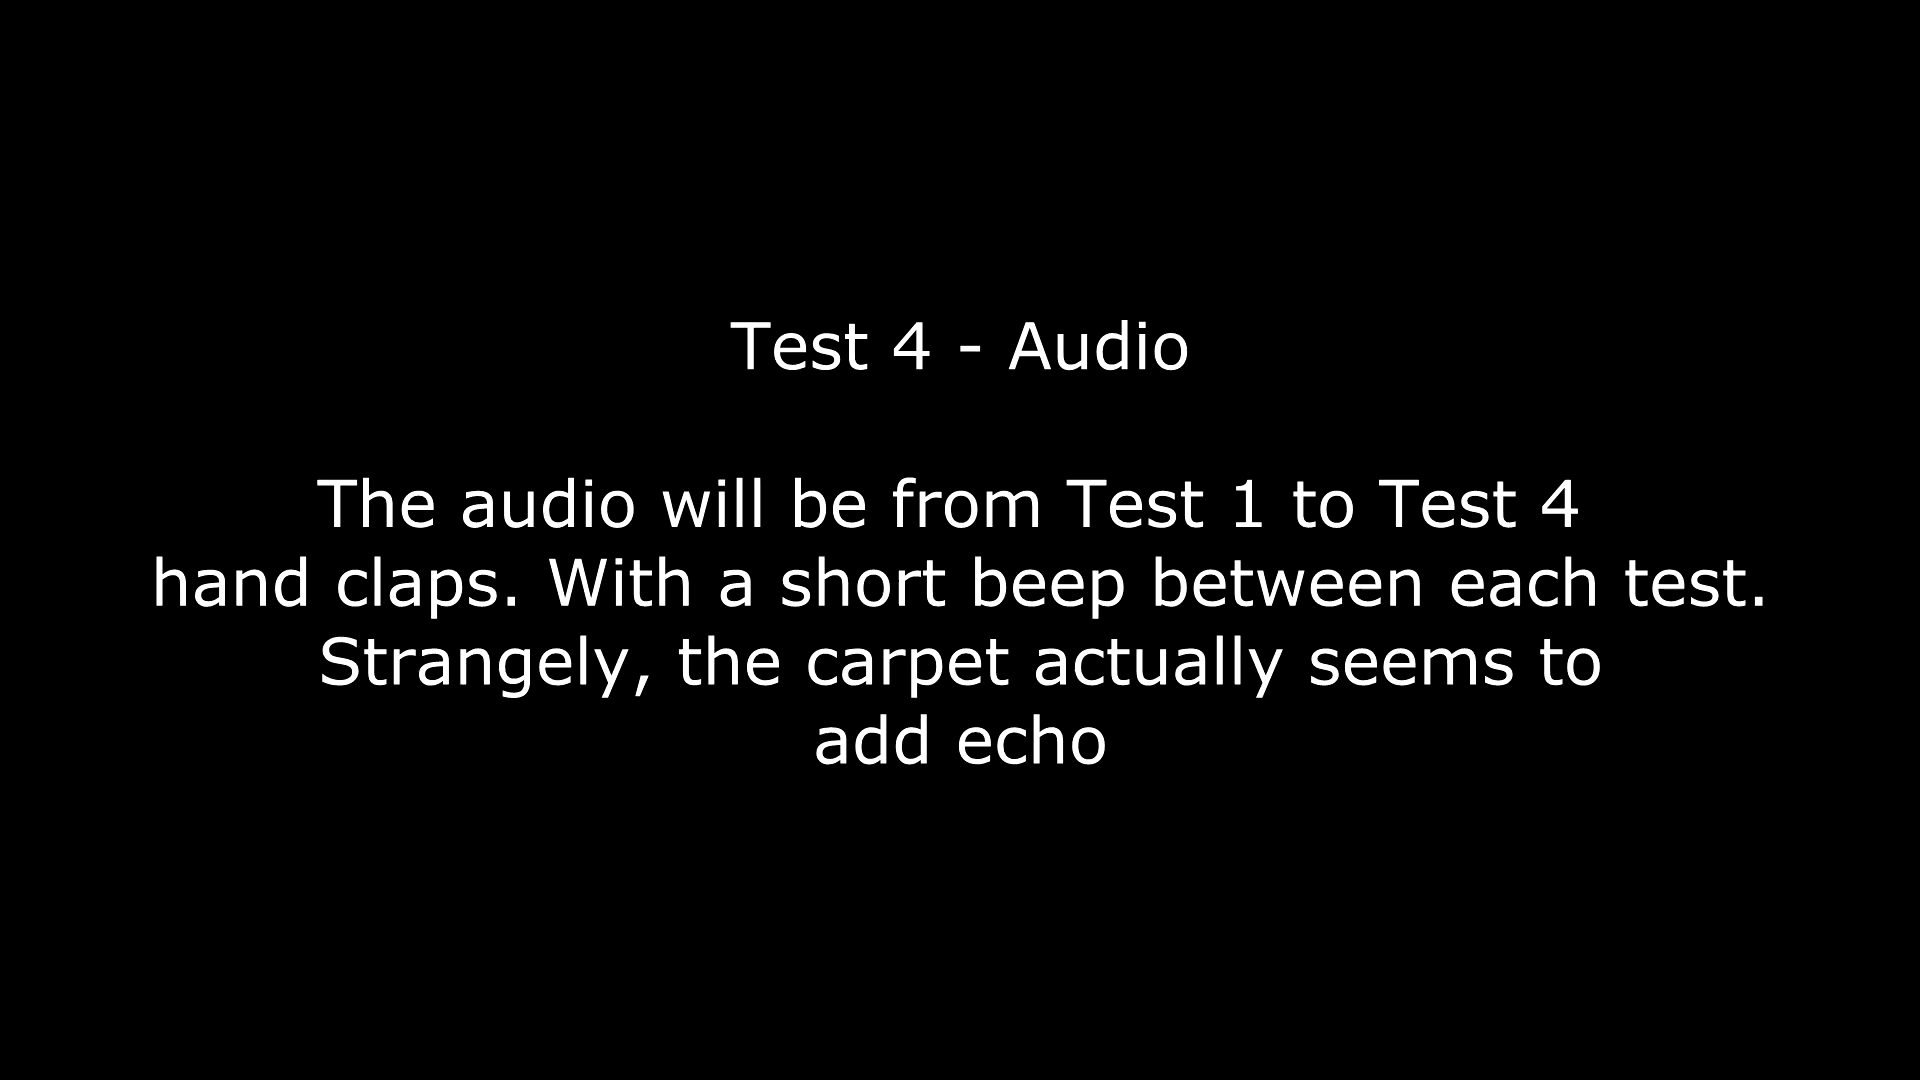 Test 4 - Audio
The audio will be from Test 1 to Test 4
hand claps. With a short beep between each test.
Strangely, the carpet actually seems to
add echo